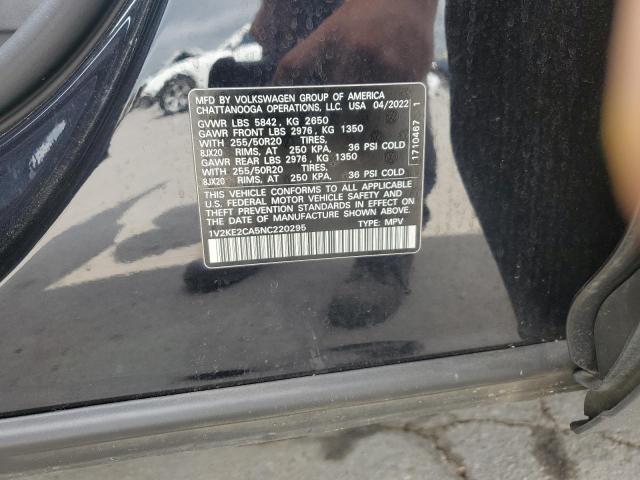 MFD BY VOLKSWAGEN GROUP OF AMERICA
CHATTANOOGA OPERATIONS, LLC. USA 04/2022
GVWR LBS 5842, KG 2650
GAWR FRONT LBS 2976, KG 1350
WITH 255/50R20 TIRES,
8JX20 RIMS, AT 250 KPA, 36 PSI COLD
GAWR REAR LBS 2976, KG 1350
WITH 255/50R20 TIRES,
8JX20 RIMS, AT 250 KPA, 36 PSI COLD
THIS VEHICLE CONFORMS TO ALL APPLICABLE
U.S. FEDERAL MOTOR VEHICLE SAFETY AND
THEFT PREVENTION STANDARDS IN EFFECT ON
THE DATE OF MANUFACTURE SHOWN ABOVE.
1V2KE2CA5NC220295 TYPE: MPV
1710467 1